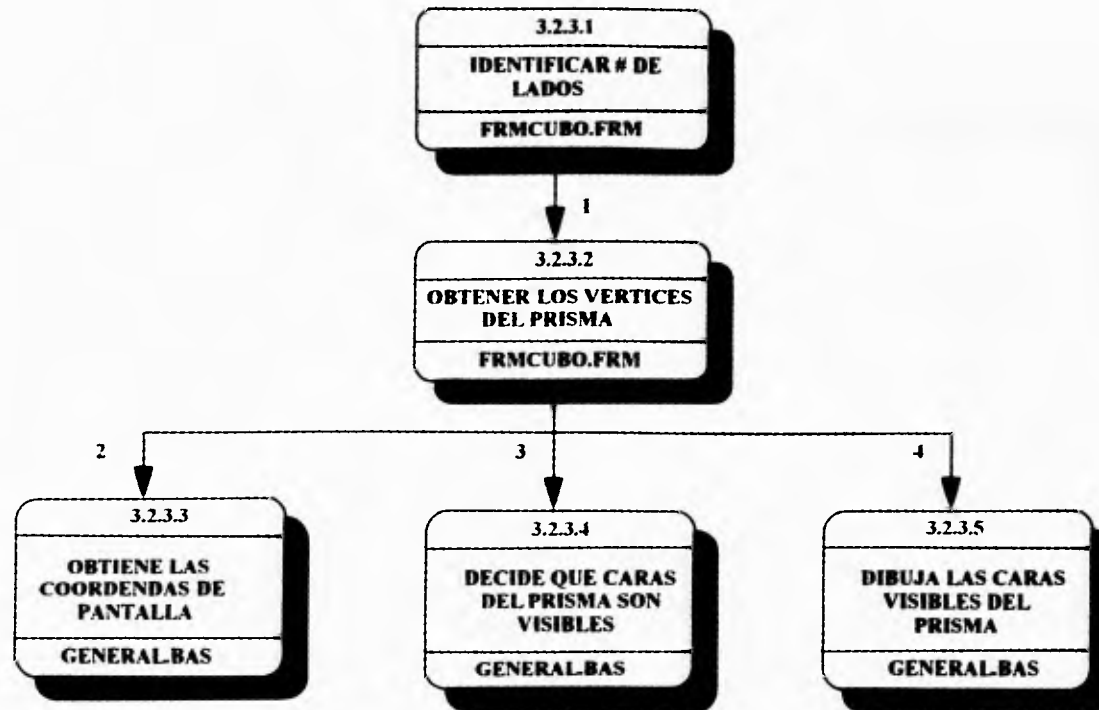 3.2.3.1
IDENTIFICAR # DE
LADOS
FRMCUBO.FRM
1
3.2.3.2
OBTENER LOS VERTICES
DEL PRISMA
FRMCUBO.FRM
2
3
4
3.2.3.3
OBTIENE LAS
COORDENDAS DE
PANTALLA
GENERAL.BAS
3.2.3.4
DECIDE QUE CARAS
DEL PRISMA SON
VISIBLES
GENERAL.BAS
3.2.3.5
DIBUJA LAS CARAS
VISIBLES DEL
PRISMA
GENERAL.BAS